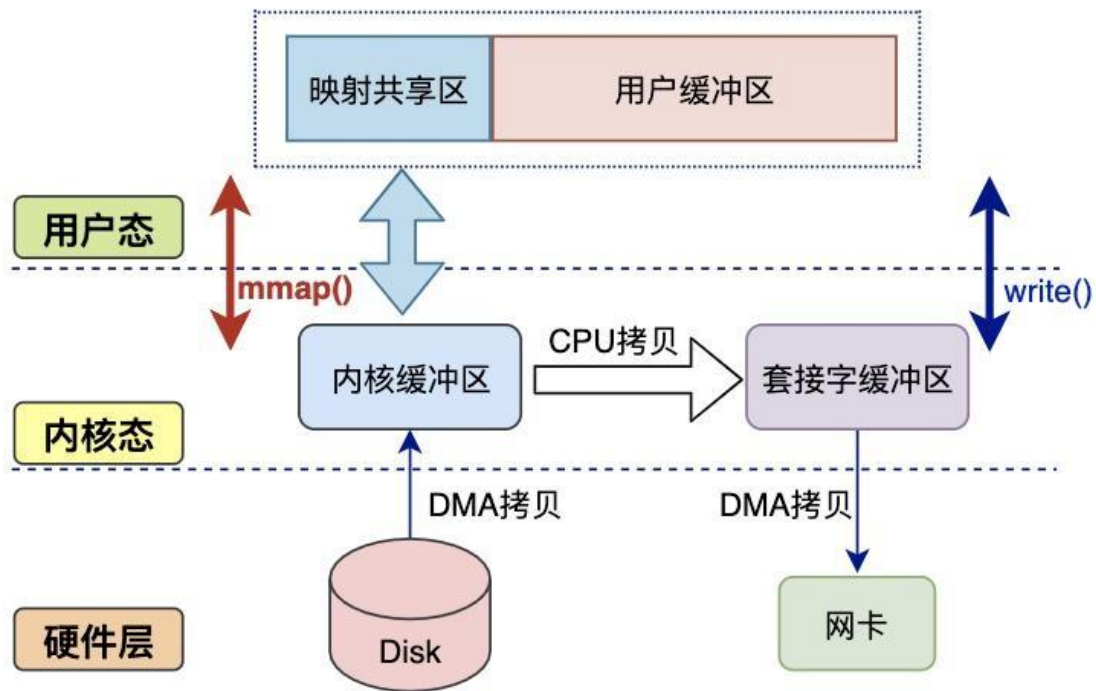 映射共享区
用户缓冲区
用户态
mmap()
write()
内核缓冲区
CPU拷贝
套接字缓冲区
内核态
DMA拷贝
DMA拷贝
硬件层
Disk
网卡